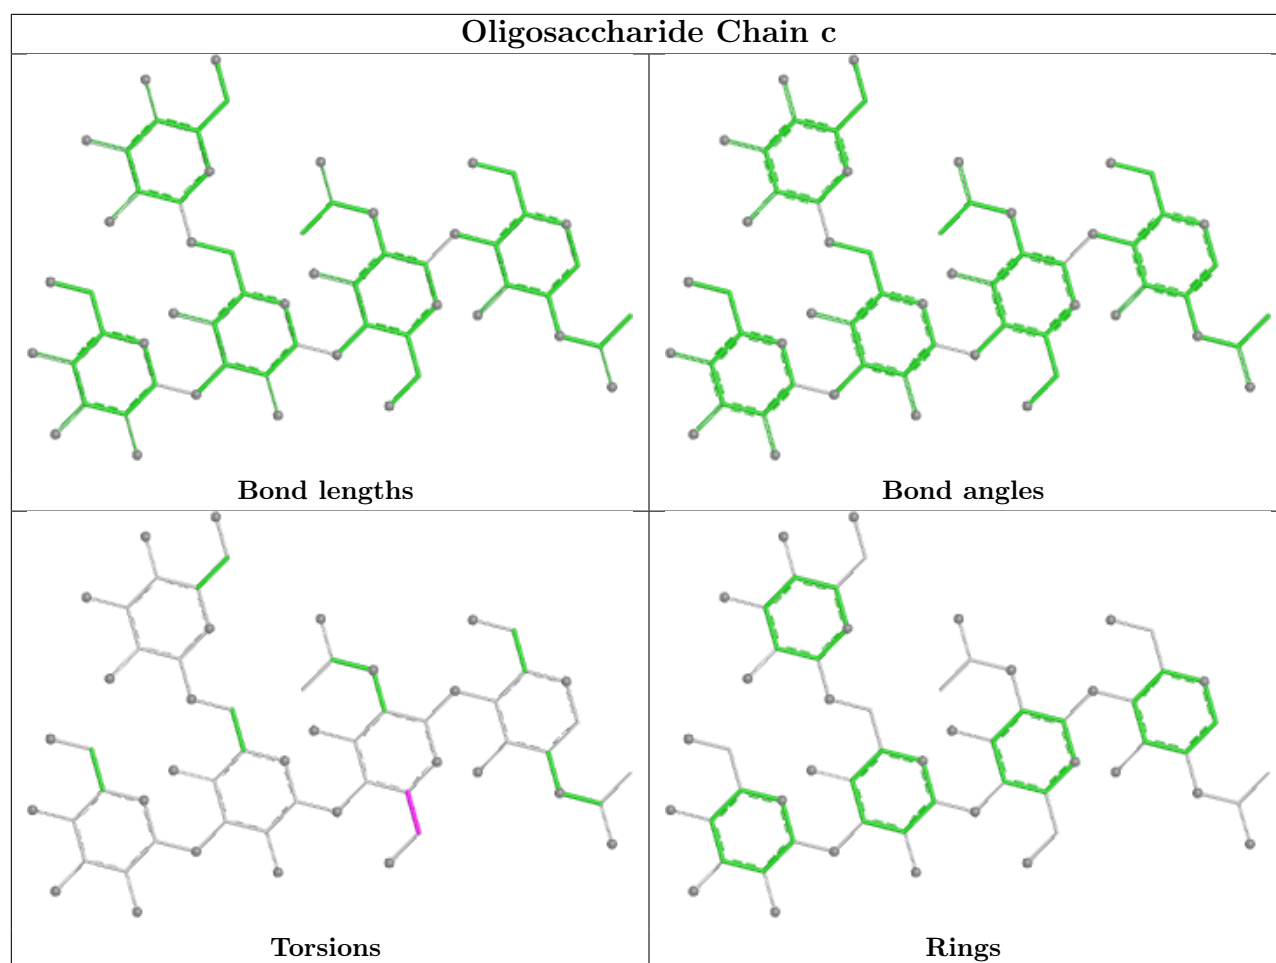 Oligosaccharide Chain c
Bond lengths
Bond angles
Torsions
Rings